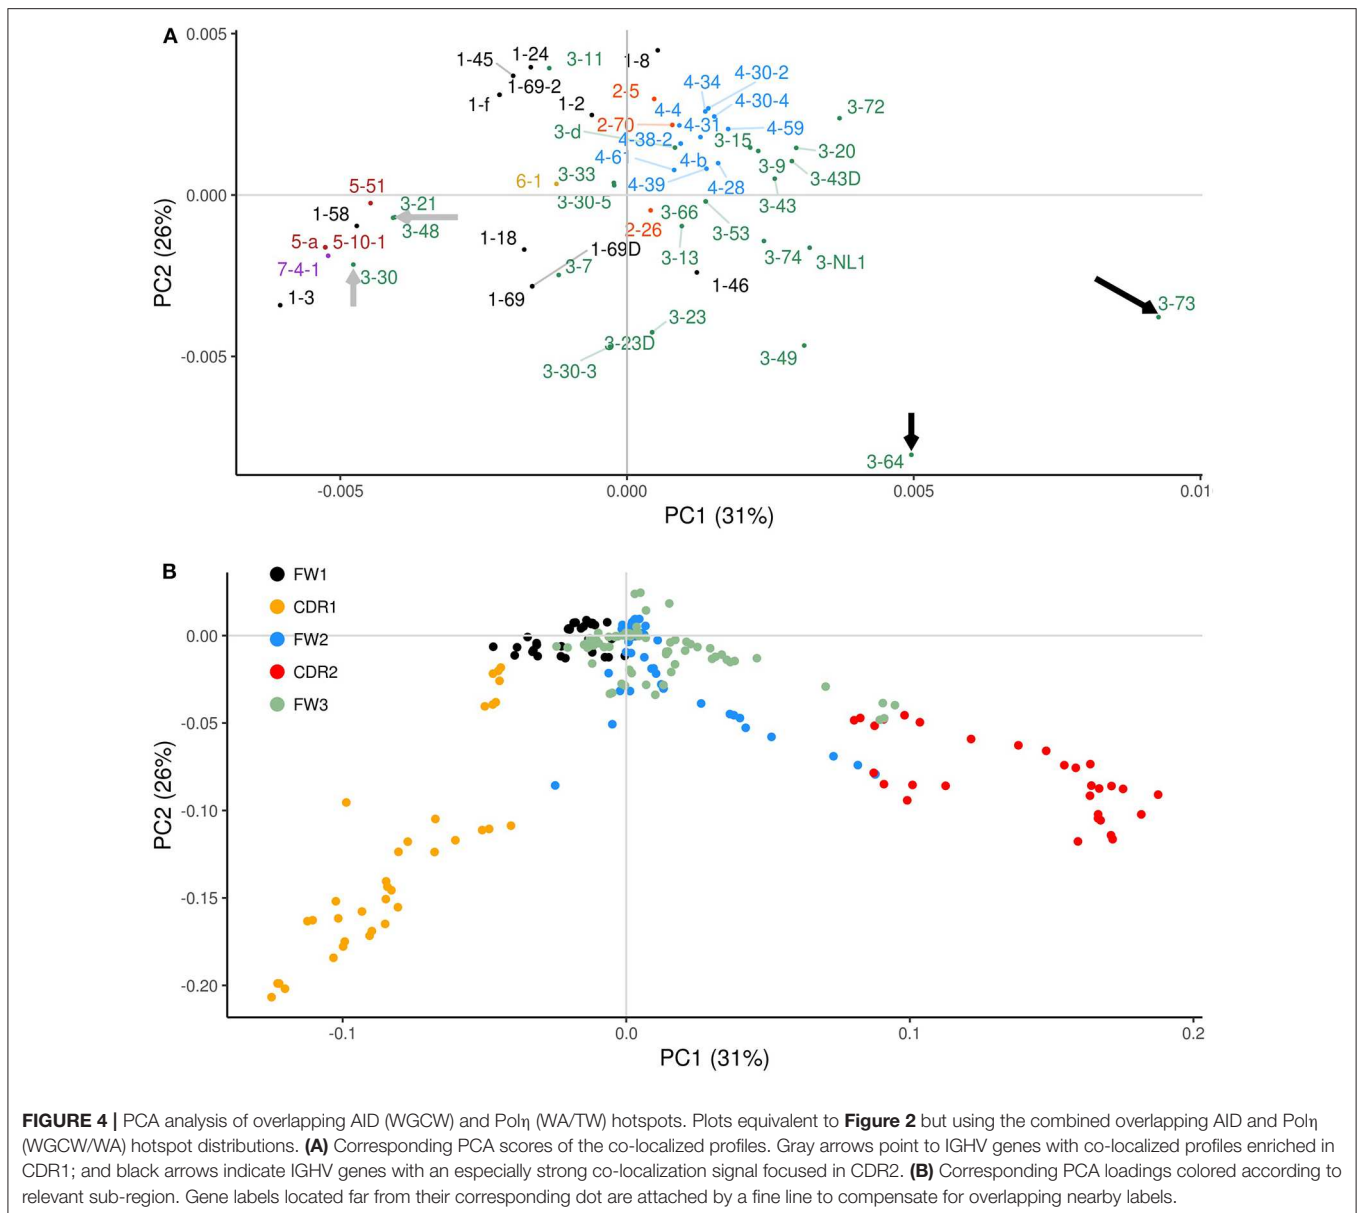 A
0.005
1-45
1-24
3-11
1-8
1-69-2
1-f
1-2
2-5
4-34
4-30-2
4-4
4-30-4
3-72
3-d
2-70
4-31
4-59
4-38-2
3-15
3-20
4-6
4-b
3-9
3-43D
0.000
6-1
3-33
4-39
4-28
5-51
3-21
3-30-5
3-66
3-43
1-58
3-48
2-26
3-53
5-a
5-10-1
1-18
1-69D
3-13
3-74
3-NL1
7-4-1
3-30
3-7
1-46
1-3
1-69
3-73
3-23
-0.005
3-23D
3-49
3-30-3
3-64
PC2 (26%)
-0.005
0.000
0.005
0.01
PC1 (31%)
B
FW1
CDR1
FW2
CDR2
FW3
0.00
-0.05
-0.10
-0.15
-0.20
PC2 (26%)
-0.1
0.0
0.1
0.2
PC1 (31%)
FIGURE 4 | PCA analysis of overlapping AID (WGCW) and Polη (WA/TW) hotspots. Plots equivalent to Figure 2 but using the combined overlapping AID and Polη
(WGCW/WA) hotspot distributions. (A) Corresponding PCA scores of the co-localized profiles. Gray arrows point to IGHV genes with co-localized profiles enriched in
CDR1; and black arrows indicate IGHV genes with an especially strong co-localization signal focused in CDR2. (B) Corresponding PCA loadings colored according to
relevant sub-region. Gene labels located far from their corresponding dot are attached by a fine line to compensate for overlapping nearby labels.